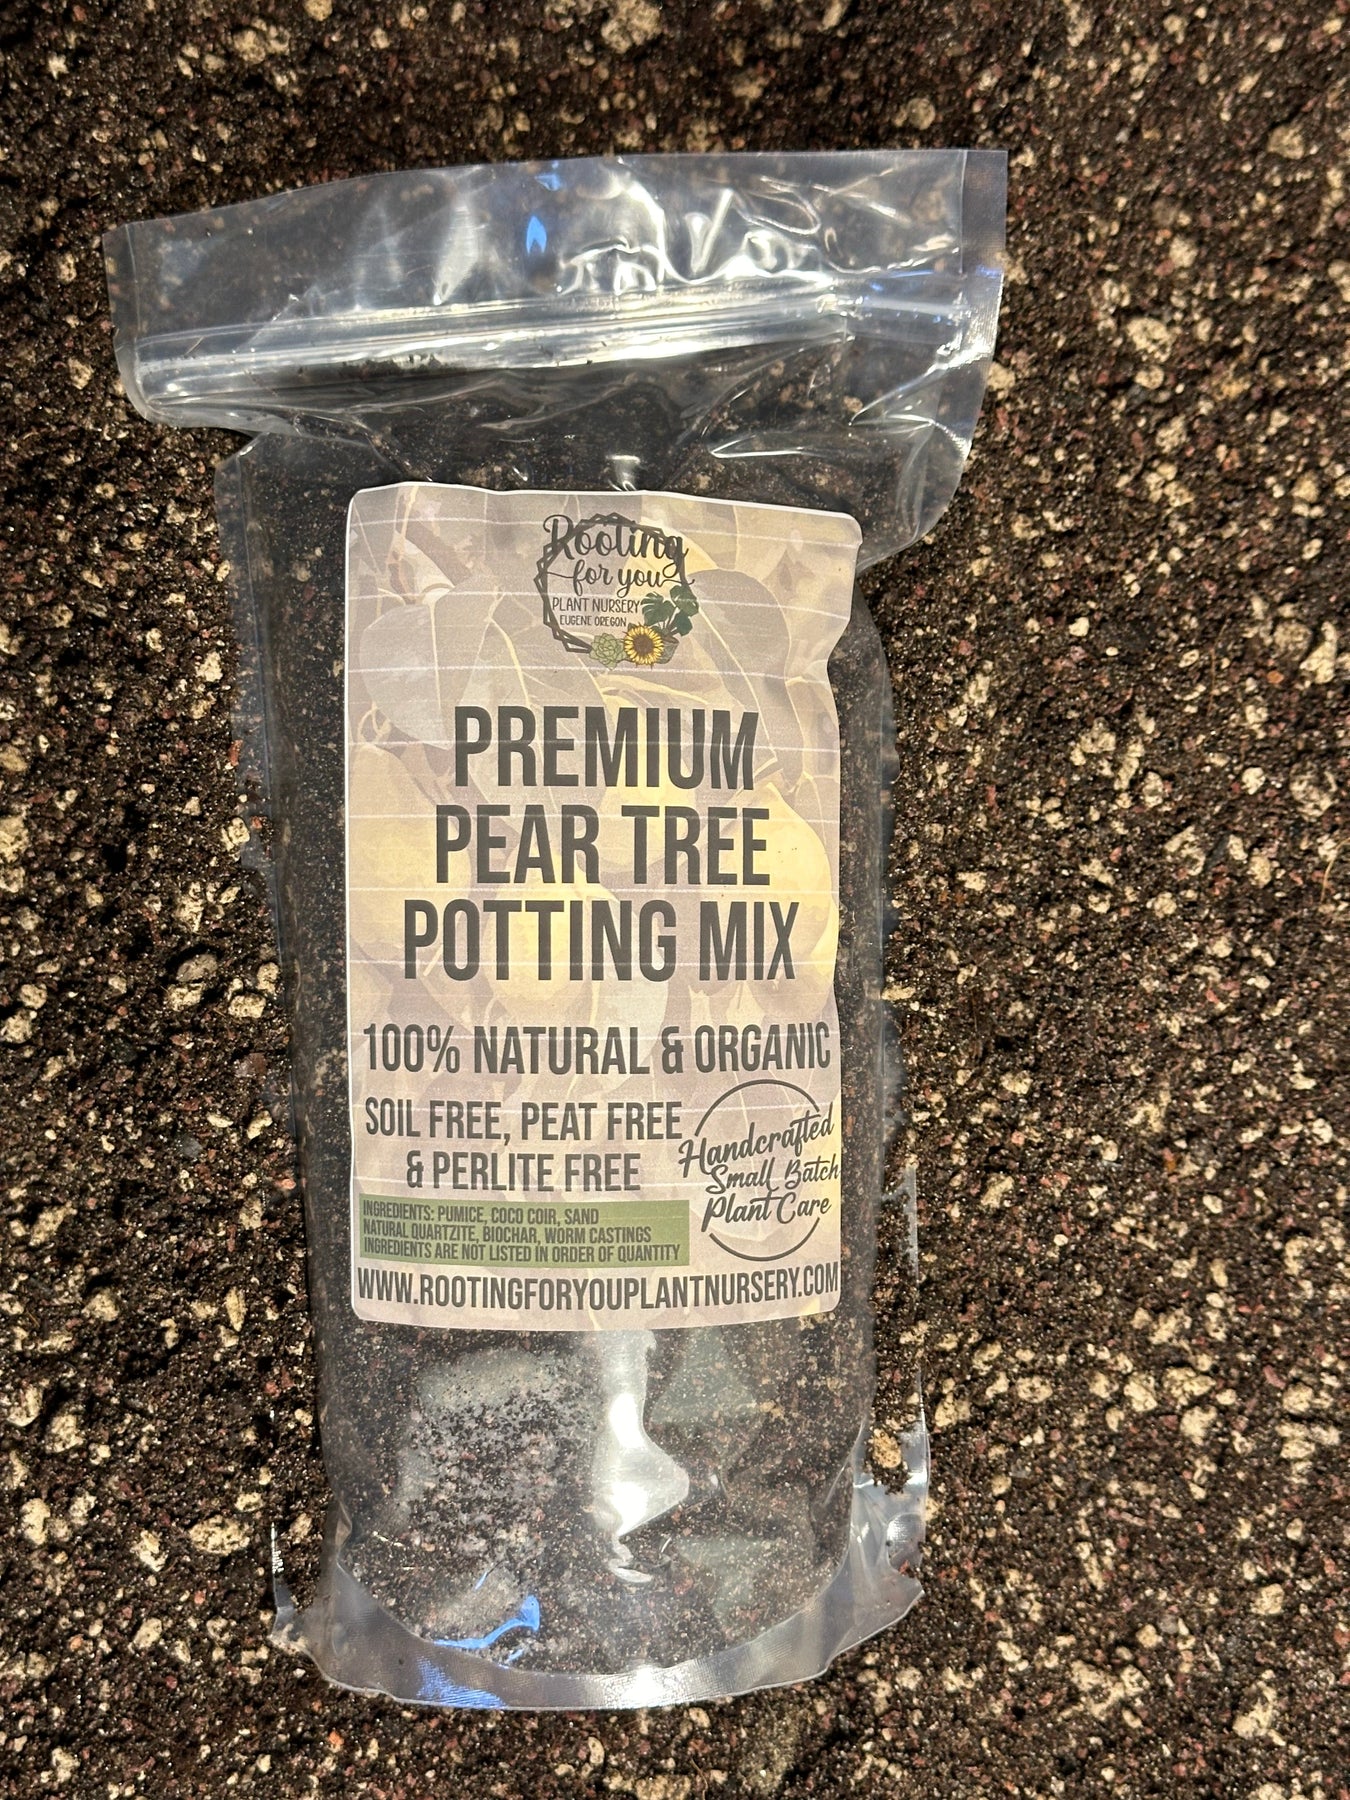 Rooting
for you
PLANT NURSERY
EUGENE OREGON
PREMIUM
PEAR TREE
POTTING MIX
100% NATURAL & ORGANIC
SOIL FREE, PEAT FREE
& PERLITE FREE
Handcrafted
Small Batch
Plant Care
INGREDIENTS: PUMICE, COCO COIR, SAND
NATURAL QUARTZITE, BIOCHAR, WORM CASTINGS
INGREDIENTS ARE NOT LISTED IN ORDER OF QUANTITY
WWW.ROOTINGFORYOUPLANTNURSERY.COM